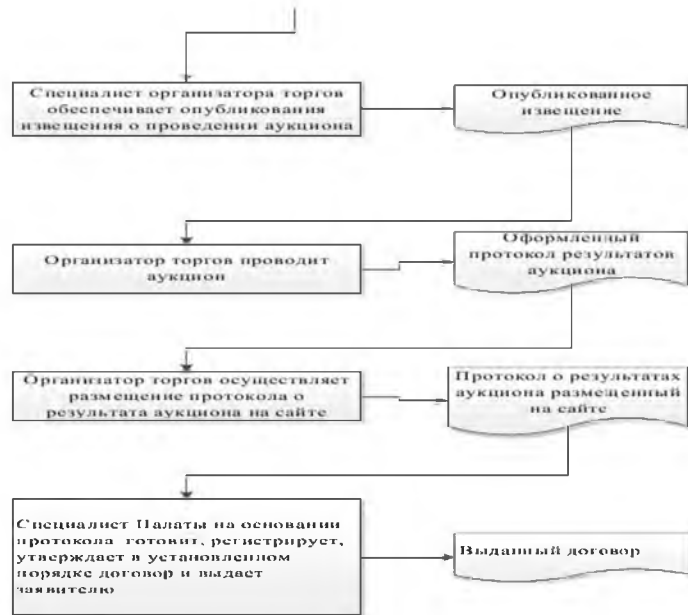 Специалист организатора торгов
обеспечивает опубликования
извещения о проведении аукциона
Опубликованное
извещение
Организатор торгов проводит
аукцион
Оформленный
протокол результатов
аукциона
Организатор торгов осуществляет
размещение протокола о
результата аукциона на сайте
Протокол о результатах
аукциона размещенный
на сайте
Специалист Палаты на основании
протокола готовит, регистрирует,
утверждает в установленном
порядке договор и выдает
заявителю
Выданный договор